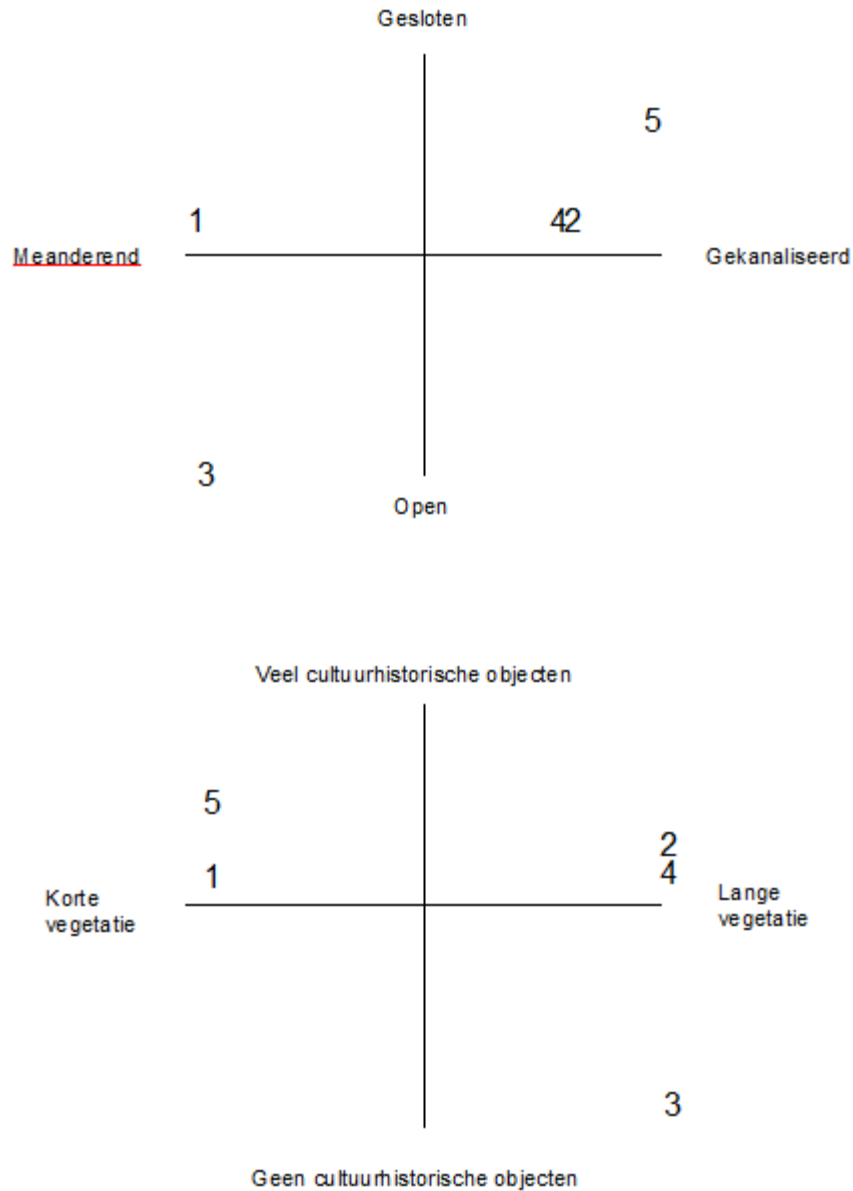 Gesloten
5
1
42
Meanderend
Gekanaliseerd
3
Open
Veel cultuurhistorische objecten
5
2
1
4
Korte
vegetatie
Lange
vegetatie
3
Geen cultuurhistorische objecten